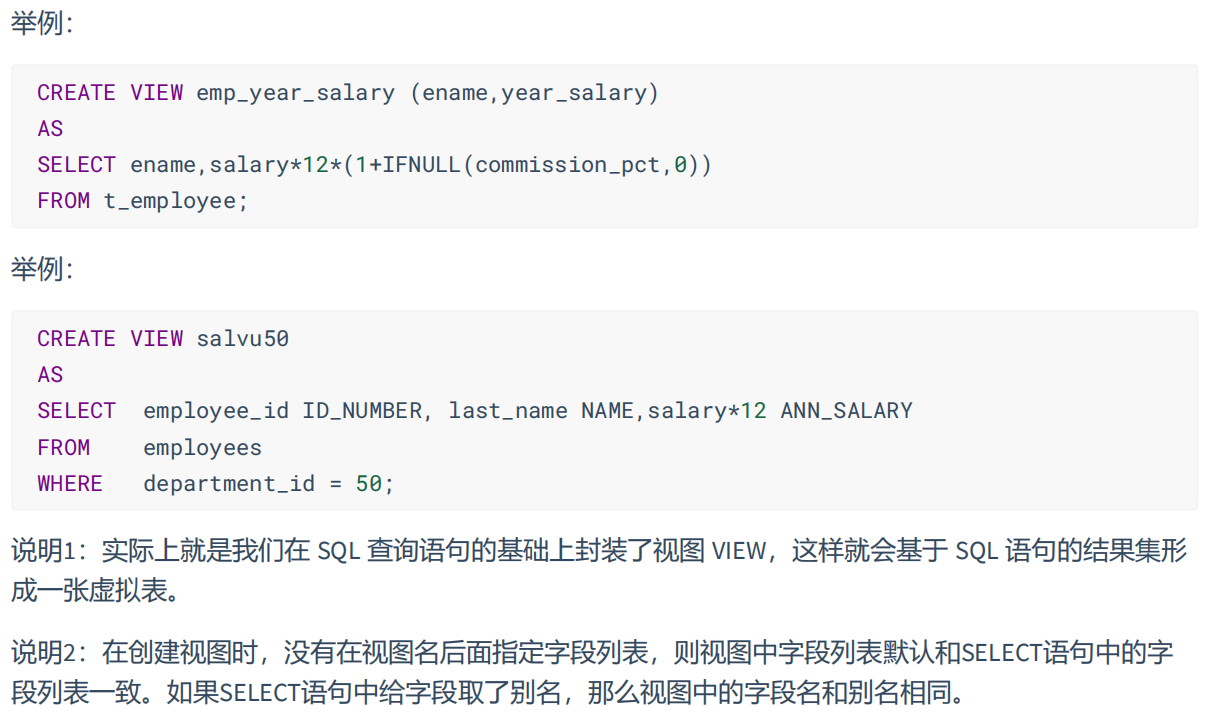 举例：
CREATE VIEW emp_year_salary (ename,year_salary)
AS
SELECT ename,salary*12*(1+IFNULL(commission_pct,0))
FROM t_employee;
举例：
CREATE VIEW salvu50
AS
SELECT  employee_id ID_NUMBER, last_name NAME,salary*12 ANN_SALARY
FROM    employees
WHERE   department_id = 50;
说明1：实际上就是我们在 SQL 查询语句的基础上封装了视图 VIEW，这样就会基于 SQL 语句的结果集形
成一张虚拟表。
说明2：在创建视图时，没有在视图名后面指定字段列表，则视图中字段列表默认和SELECT语句中的字
段列表一致。如果SELECT语句中给字段取了别名，那么视图中的字段名和别名相同。